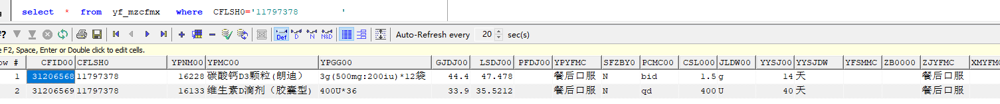 select * from yf_mzcfmx where CFLSH0='11797378 '
#? Def D N N&D Auto-Refresh every 20 sec(s)
F2, Space, Enter or Double click to edit cells.
ow # CFID00 CFLSH0 YPNM00 YPMC00 YPGG00 GJDJ00 LSDJ00 PFDJ00 YPYFMC SFZBY0 PCMC00 CSL000 JLDW00 YYSJ00 YYSJDW YFSMMC ZB0000 ZJYFMC XMYFMC
1 31206568 11797378 16228 碳酸钙D3颗粒(朗迪) 3g(500mg:200iu)*12袋 44.4 47.478 餐后口服 N bid 1.5 g 14 天 餐后口服
2 31206569 11797378 16133 维生素D滴剂（胶囊型) 400U*36 33.9 35.5212 餐后口服 N qd 400 U 40 天 餐后口服